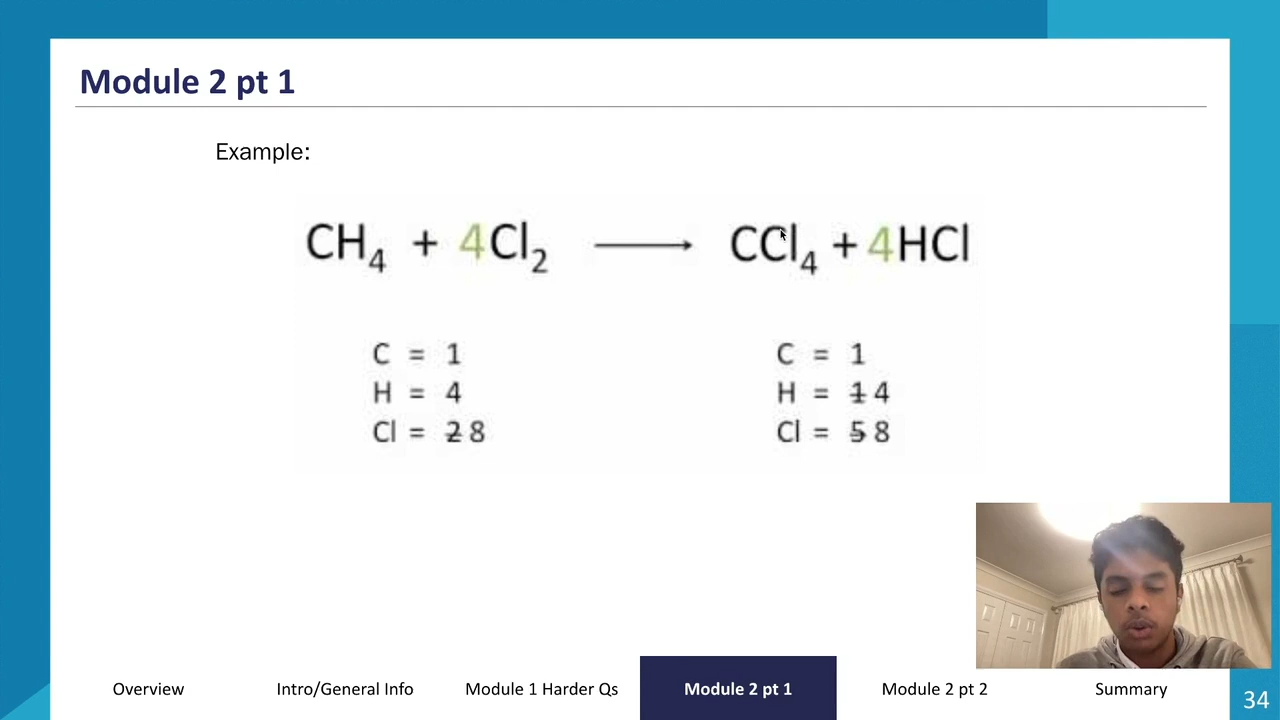 Module 2 pt 1
Example:
CH₄ + 4Cl₂ ⟶ CCl₄ + 4HCl
C = 1 C = 1
H = 4 H = ~~1~~ 4
Cl = ~~2~~ 8 Cl = ~~5~~ 8
Overview Intro/General Info Module 1 Harder Qs Module 2 pt 1 Module 2 pt 2 Summary 34